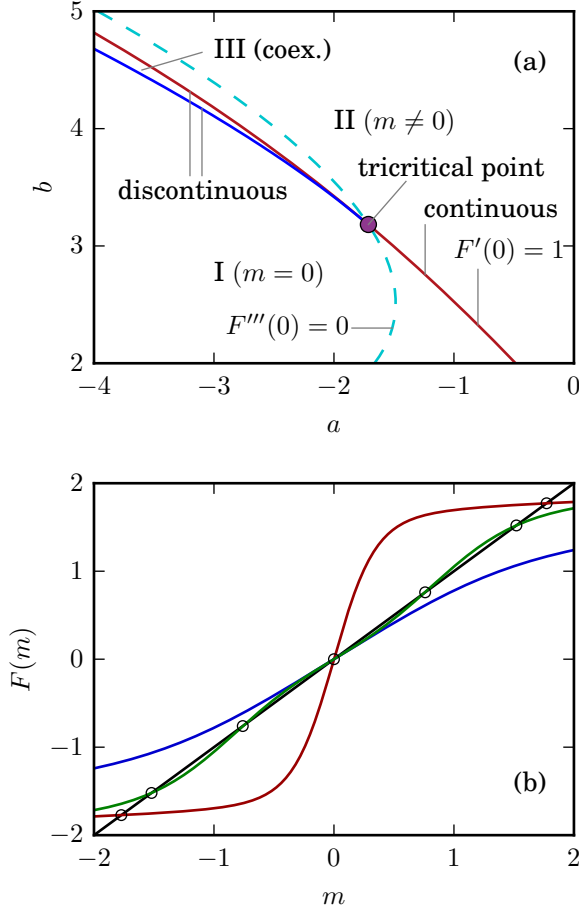 5
III (coex.)
(a)
II (m ≠ 0)
4
b
discontinuous
tricritical point
continuous
3
F′(0) = 1
I (m = 0)
F‴(0) = 0
2
−4
−3
−2
−1
0
a
2
1
F(m)
0
−1
(b)
−2
−2
−1
0
1
2
m